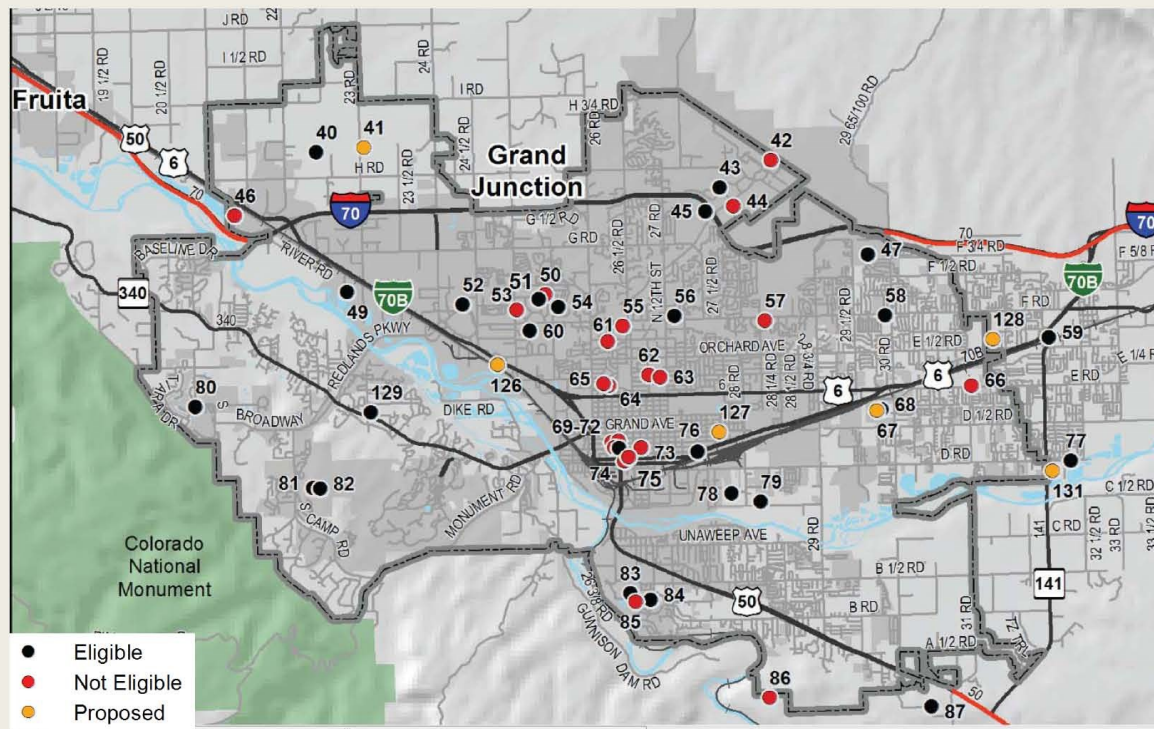 J RD
22
I 1/2 RD
19 1/2 RD
20 1/2 RD
23 RD
24 RD
I RD
H 3/4 RD
26 RD
29 65/100 RD
Fruita
50
6
40
41
H RD
24 1/2 RD
23 1/2 RD
Grand
Junction
42
43
44
45
46
70
70
G 1/2 RD
G RD
27 RD
26 1/2 RD
47
70
F 3/4 RD
F 1/2 RD
F 5/8 R
70
BASELINE DR
RIVER RD
340
49
70B
52
51
50
53
54
60
55
61
N 12TH ST
56
27 1/2 RD
57
ORCHARD AVE
29 1/2 RD
58
30 RD
E 1/2 RD
70B
128
F RD
70B
59
E 1/4 R
E RD
340
REDLANDS PKWY
62
63
28 RD
28 1/4 RD
28 1/2 RD
28 3/4 RD
6
6
6
66
D 1/2 RD
80
S
BROADWAY
129
DIKE RD
126
65
64
127
68
67
69-72
GRAND AVE
73
74-
75
76
D RD
77
131
C 1/2 RD
81
82
S CAMP RD
MONUMENT RD
78
79
UNAWEEP AVE
29 RD
141
C RD
32 1/2 RD
33 RD
33 1/2
Colorado
National
Monument
26 3/8 RD
GUNNISON
DAM RD
83
84
85
50
B 1/2 RD
B RD
31 RD
141
A 1/2 RD
86
50
87
Eligible
Not Eligible
Proposed